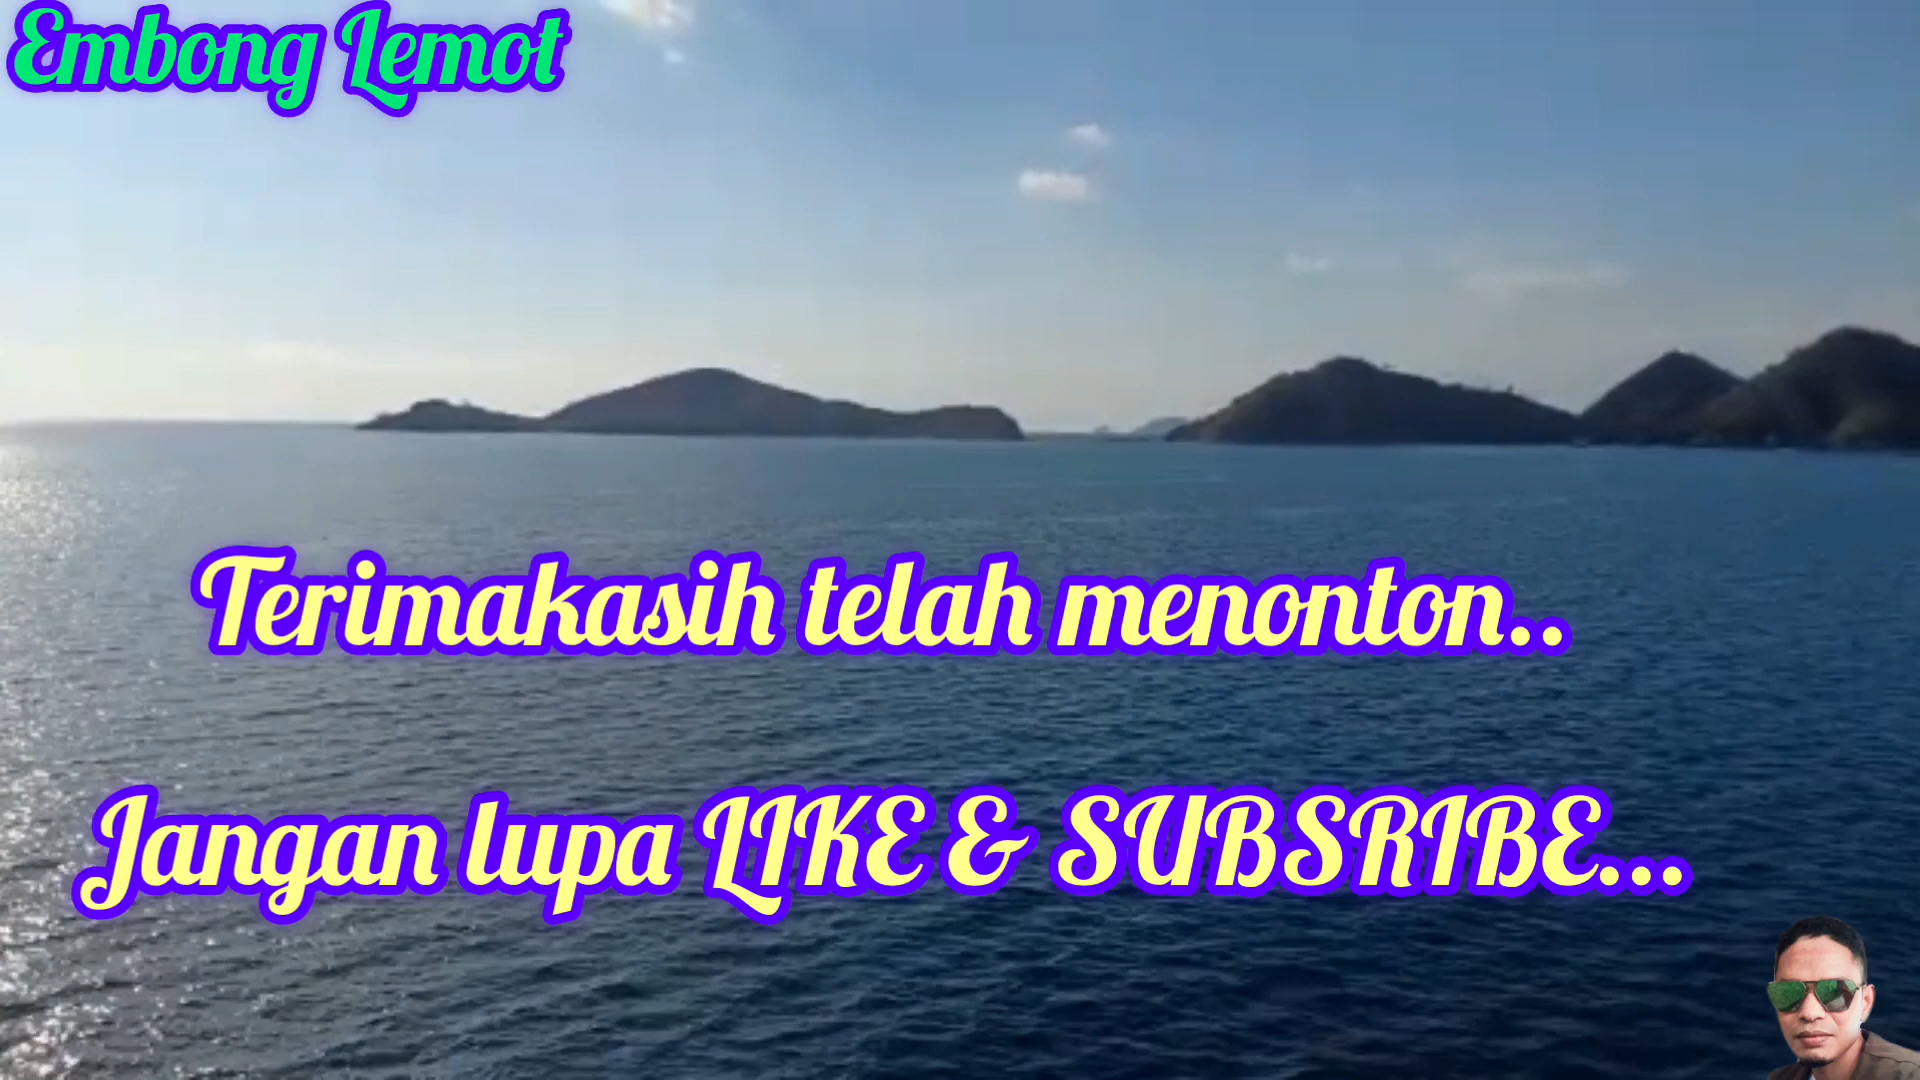 Embong Lemot
Terimakasih telah menonton..
Jangan lupa LIKE & SUBSRIBE...